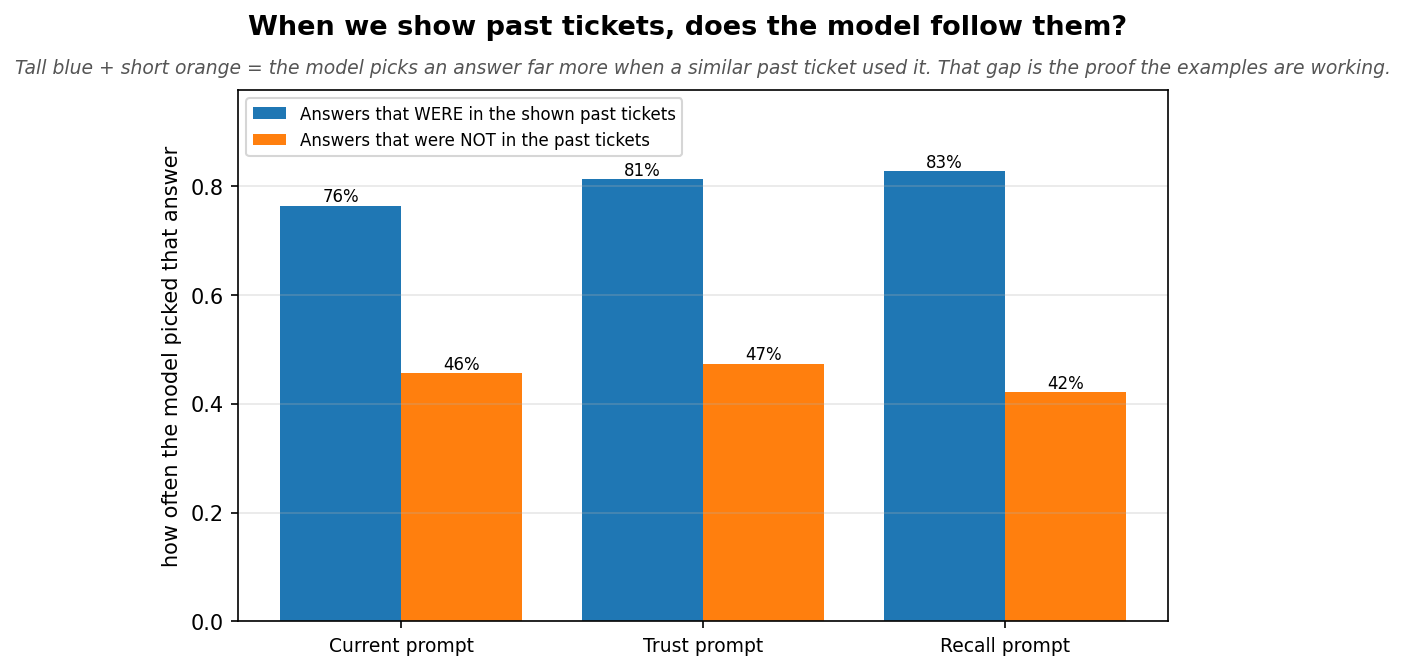 When we show past tickets, does the model follow them?
Tall blue + short orange = the model picks an answer far more when a similar past ticket used it. That gap is the proof the examples are working.
Answers that WERE in the shown past tickets
Answers that were NOT in the past tickets
how often the model picked that answer
0.8
0.6
0.4
0.2
0.0
76%
46%
81%
47%
83%
42%
Current prompt
Trust prompt
Recall prompt